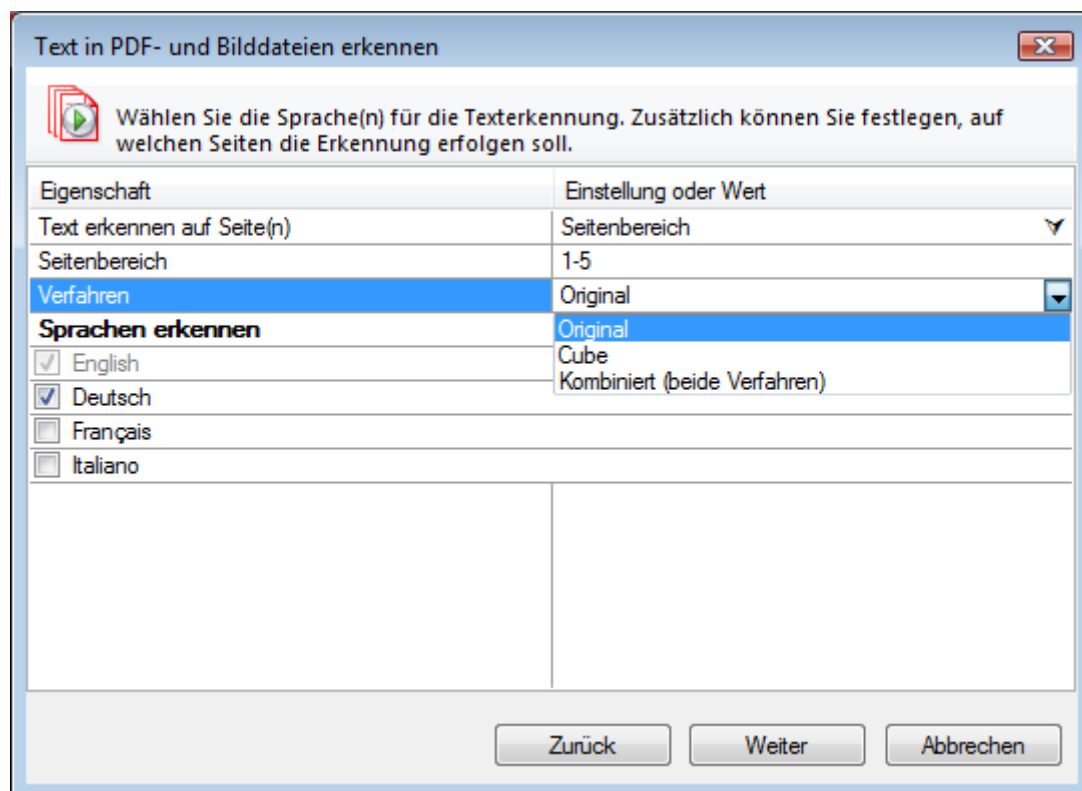 Text in PDF- und Bilddateien erkennen
Wählen Sie die Sprache(n) für die Texterkennung. Zusätzlich können Sie festlegen, auf
welchen Seiten die Erkennung erfolgen soll.
Eigenschaft Einstellung oder Wert
Text erkennen auf Seite(n) Seitenbereich
Seitenbereich 1-5
Verfahren Original
Sprachen erkennen Original
English Cube
Kombiniert (beide Verfahren)
Deutsch
Français
Italiano
Zurück Weiter Abbrechen